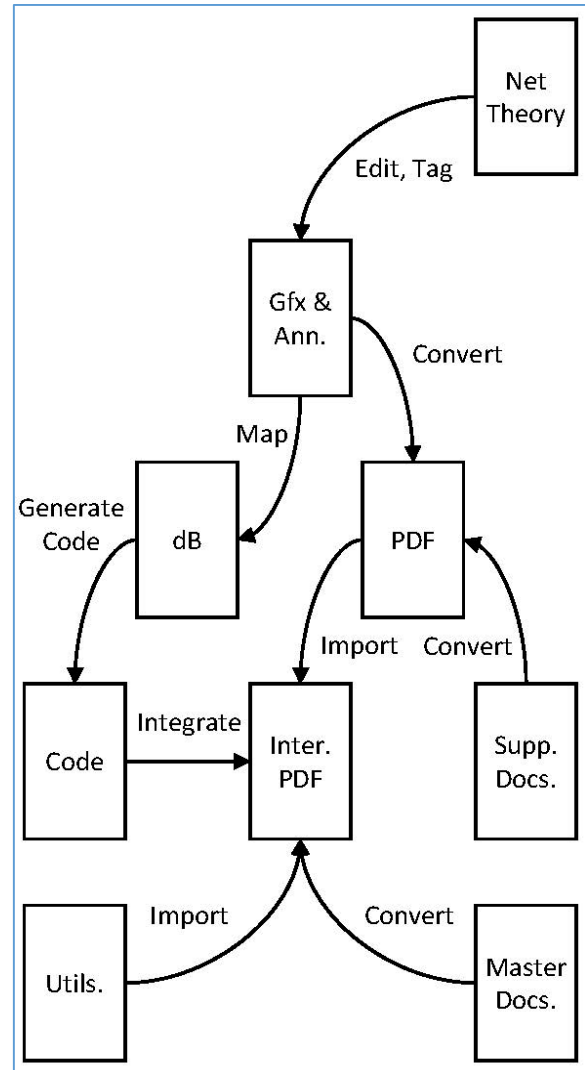 Net
Theory
Edit, Tag
Gfx &
Ann.
Convert
Map
Generate
Code
dB
PDF
Import
Convert
Code
Integrate
Inter.
PDF
Supp.
Docs.
Import
Convert
Utils.
Master
Docs.